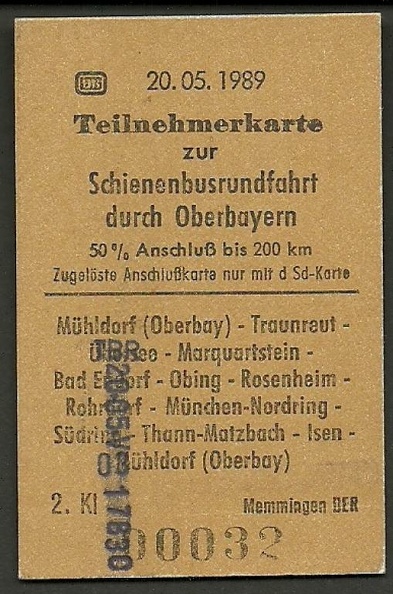 20.05.1989
Teilnehmerkarte
zur
Schienenbusrundfahrt
durch Oberbayern
50 % Anschluß bis 200 km
Zugelöste Anschlußkarte nur mit d Sd-Karte
Mühldorf (Oberbay) - Traunreut -
- Marquartstein -
Bad - Obing - Rosenheim -
- München-Nordring -
- Thann-Matzbach - Isen -
Mühldorf (Oberbay)
2. Kl Memmingen DER
00032